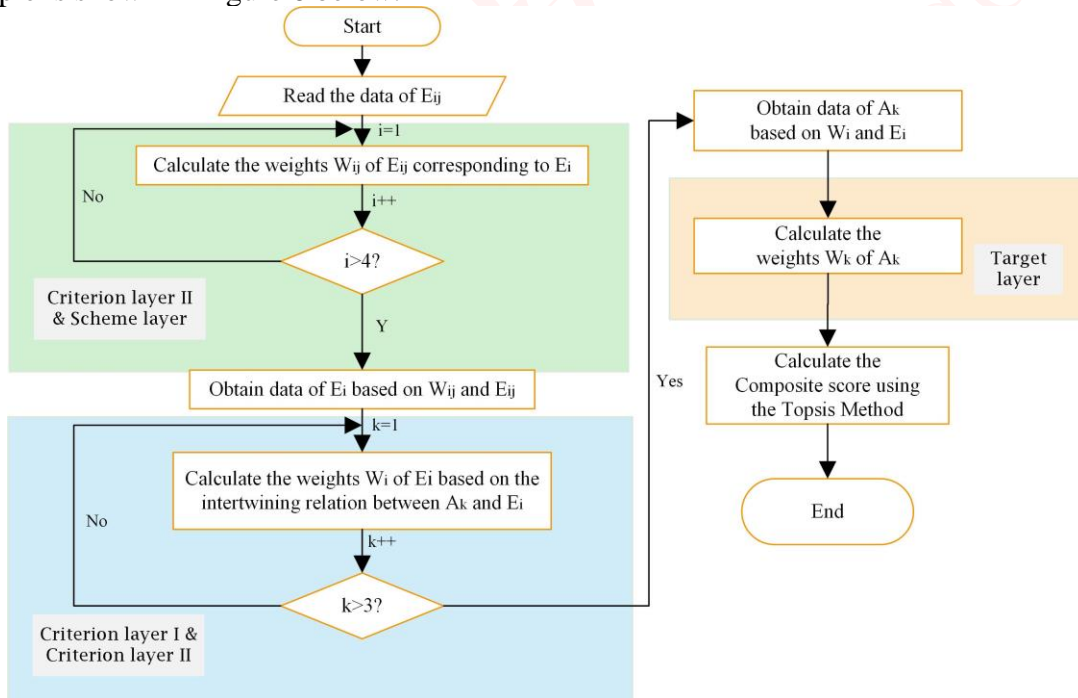 Start
Read the data of Eij
i=1
Calculate the weights Wij of Eij corresponding to Ei
No
i++
i>4?
Criterion layer II
& Scheme layer
Y
Obtain data of Ei based on Wij and Eij
k=1
Calculate the weights Wi of Ei based on the
intertwining relation between Ak and Ei
No
k++
k>3?
Criterion layer I &
Criterion layer II
Yes
Obtain data of Ak
based on Wi and Ei
Calculate the
weights Wk of Ak
Target
layer
Calculate the
Composite score using
the Topsis Method
End